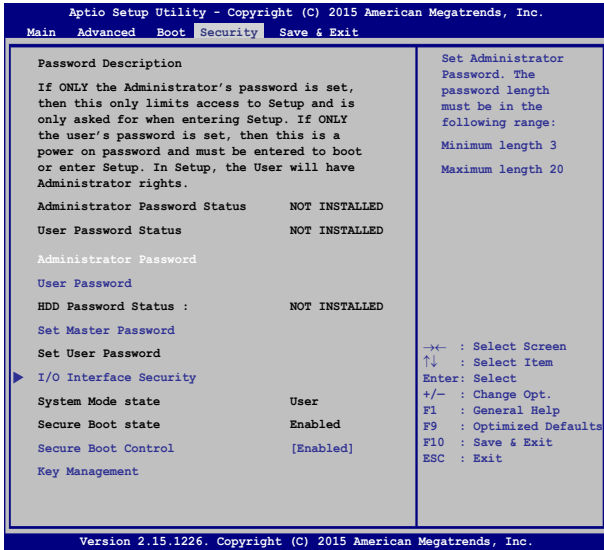 Aptio Setup Utility - Copyright (C) 2015 American Megatrends, Inc.
Main Advanced Boot Security Save & Exit
Password Description
If ONLY the Administrator's password is set,
then this only limits access to Setup and is
only asked for when entering Setup. If ONLY
the user's password is set, then this is a
power on password and must be entered to boot
or enter Setup. In Setup, the User will have
Administrator rights.
Administrator Password Status NOT INSTALLED
User Password Status NOT INSTALLED
Administrator Password
User Password
HDD Password Status : NOT INSTALLED
Set Master Password
Set User Password
I/O Interface Security
System Mode state User
Secure Boot state Enabled
Secure Boot Control [Enabled]
Key Management
Set Administrator
Password. The
password length
must be in the
following range:
Minimum length 3
Maximum length 20
→← : Select Screen
↑↓ : Select Item
Enter: Select
+/— : Change Opt.
F1 : General Help
F9 : Optimized Defaults
F10 : Save & Exit
ESC : Exit
Version 2.15.1226. Copyright (C) 2015 American Megatrends, Inc.